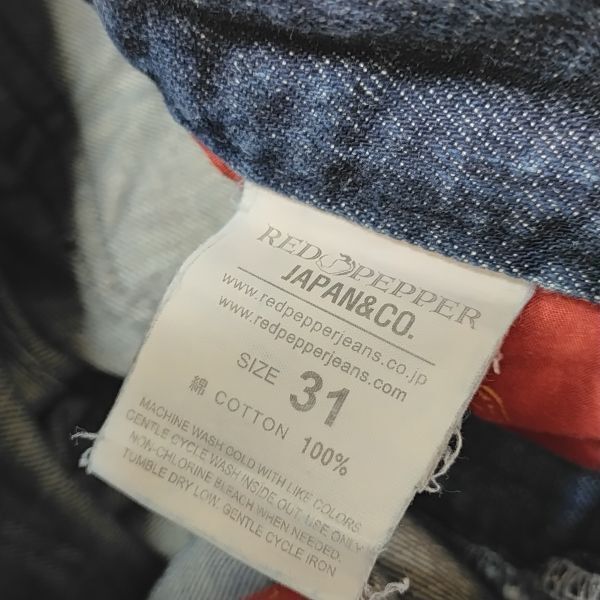 RED PEPPER
JAPAN&CO.
www.redpepperjeans.co.jp
www.redpepperjeans.com
SIZE 31
綿 COTTON 100%
MACHINE WASH COLD WITH LIKE COLORS
GENTLE CYCLE WASH INSIDE OUT. USE ONLY
NON-CHLORINE BLEACH WHEN NEEDED.
TUMBLE DRY LOW. GENTLE CYCLE IRON